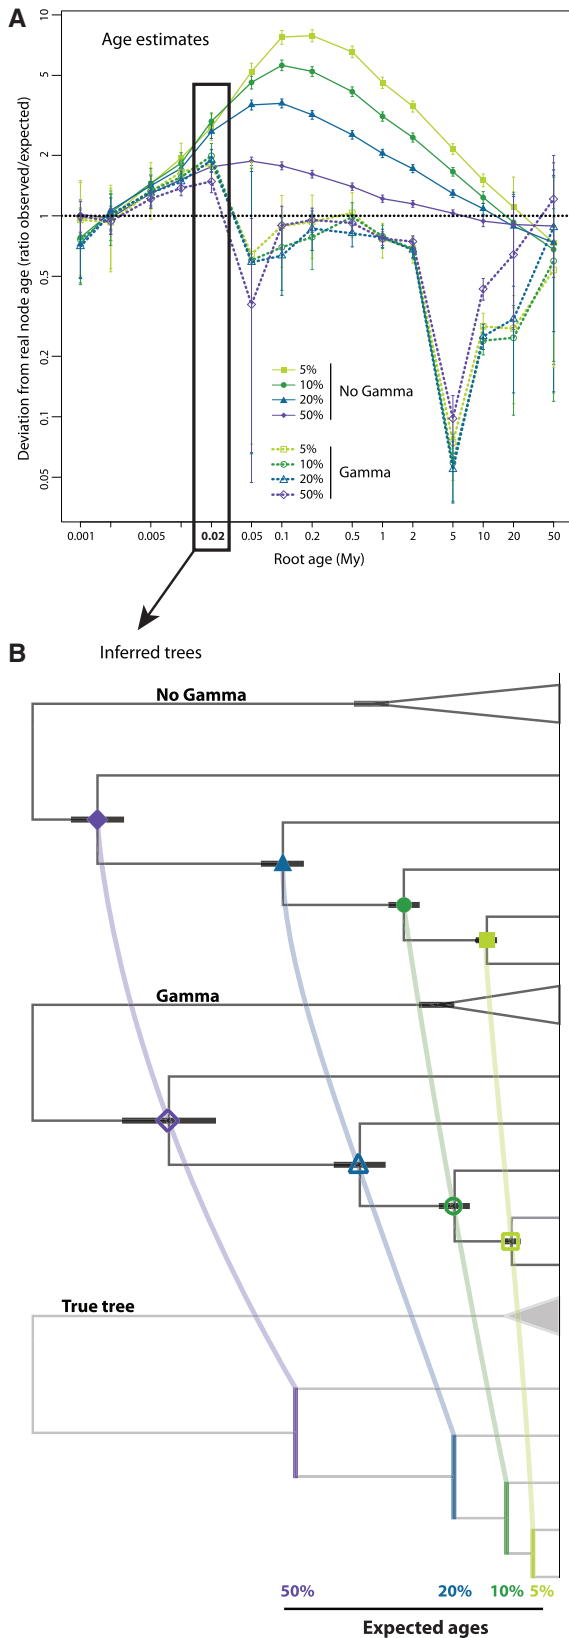 A
Age estimates
Deviation from real node age (ratio observed/expected)
10
5
2
1
0.5
0.2
0.1
0.05
5%
10%
20%
50%
No Gamma
5%
10%
20%
50%
Gamma
0.001 0.005 0.02 0.05 0.1 0.2 0.5 1 2 5 10 20 50
Root age (My)
B
Inferred trees
No Gamma
Gamma
True tree
50% 20% 10% 5%
Expected ages